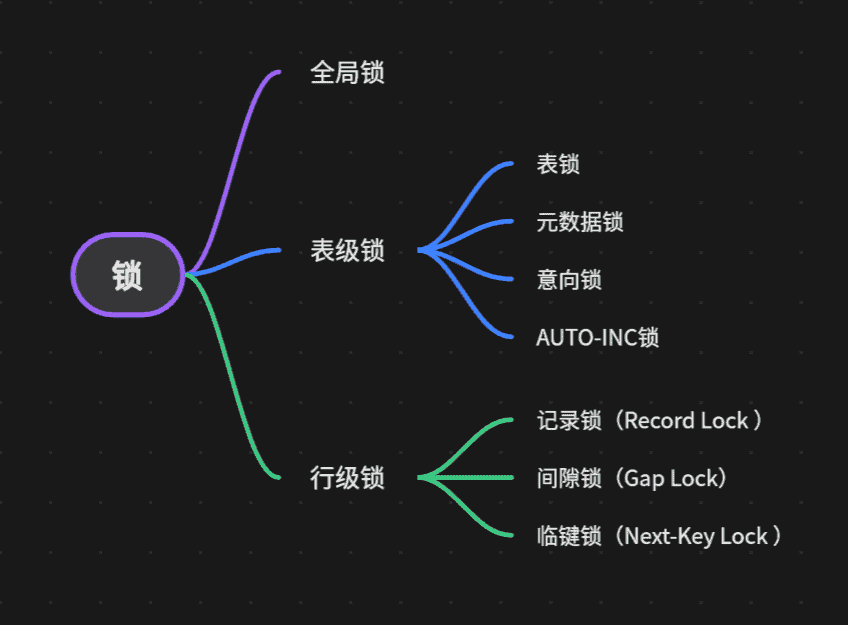 锁
全局锁
表级锁
表锁
元数据锁
意向锁
AUTO-INC锁
行级锁
记录锁（Record Lock ）
间隙锁（Gap Lock）
临键锁（Next-Key Lock ）